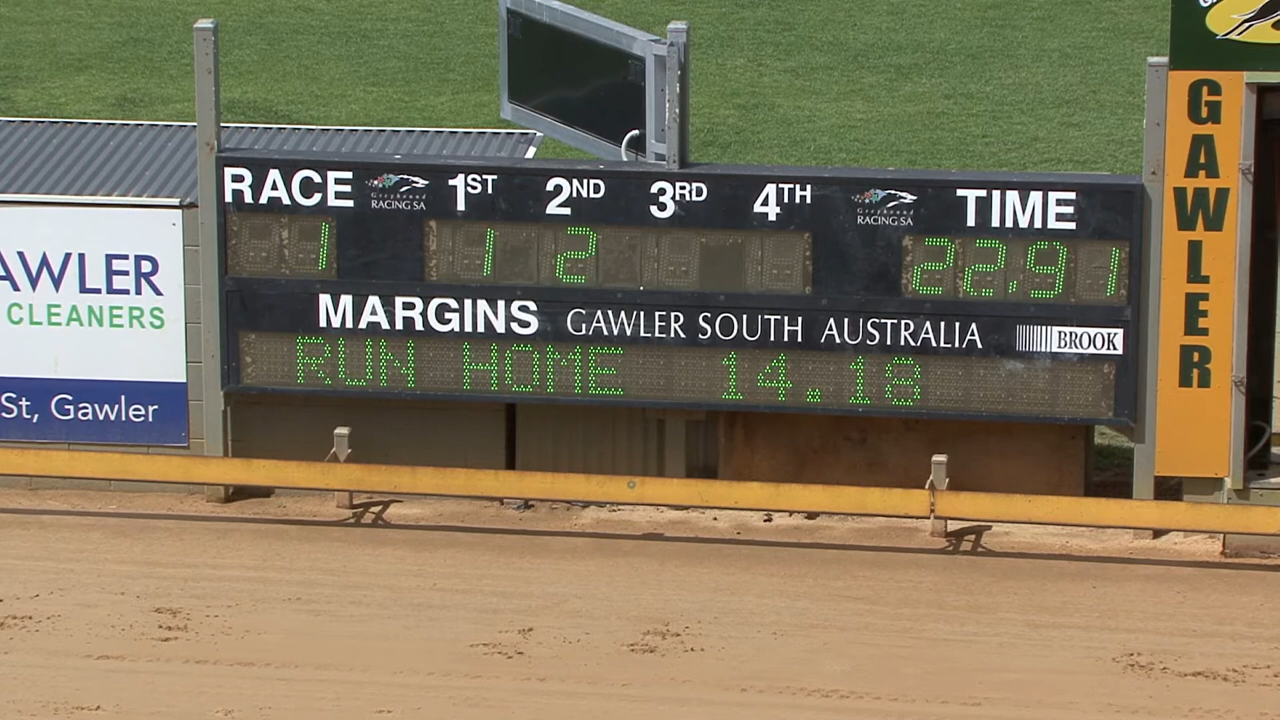 RACE
Greyhound
RACING SA
1ST 2ND 3RD 4TH
Greyhound
RACING SA
TIME
1 1 2 22.91
MARGINS GAWLER SOUTH AUSTRALIA BROOK
RUN HOME 14.18
AWLER
CLEANERS
St, Gawler
GAWLER